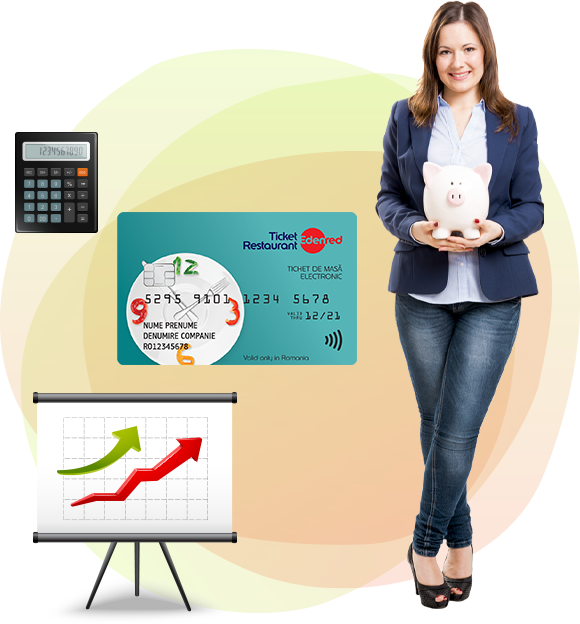 1234567890
Ticket
Restaurant Edenred
TICHET DE MASĂ
ELECTRONIC
12
9
3
6
5295 9101 1234 5678
VALID
THRU 12/21
NUME PRENUME
DENUMIRE COMPANIE
RO12345678
Valid only in Romania